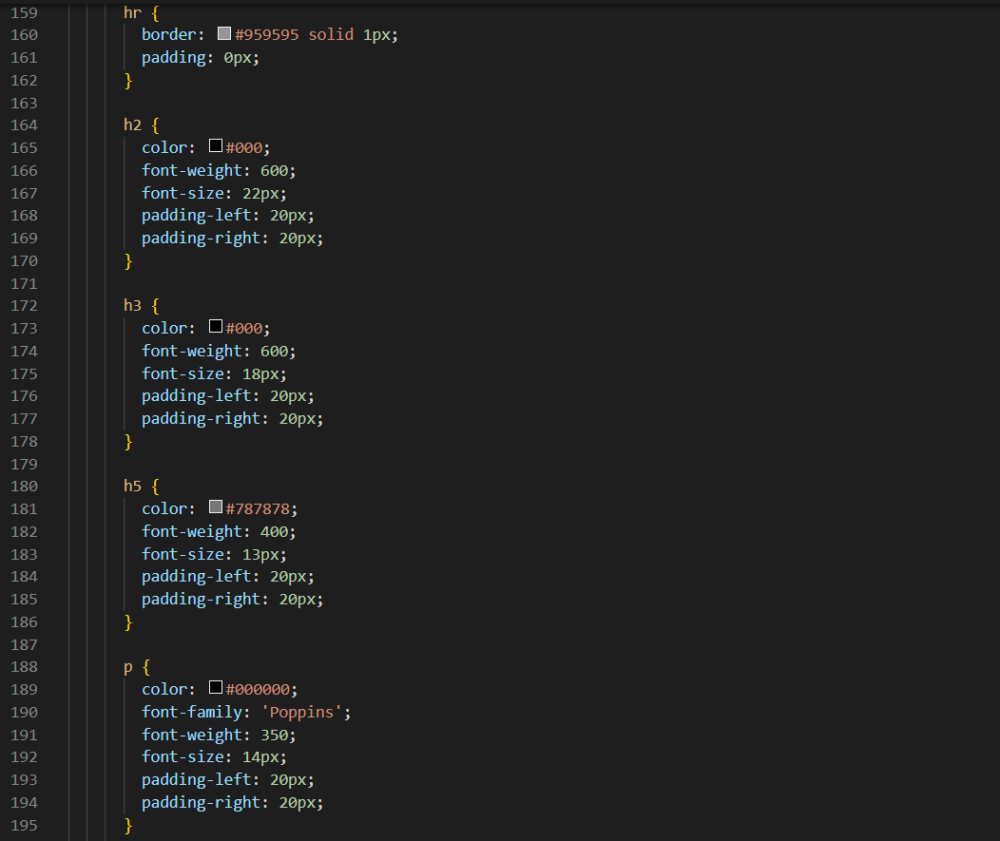 159 hr {
160 border: #959595 solid 1px;
161 padding: 0px;
162 }
163
164 h2 {
165 color: #000;
166 font-weight: 600;
167 font-size: 22px;
168 padding-left: 20px;
169 padding-right: 20px;
170 }
171
172 h3 {
173 color: #000;
174 font-weight: 600;
175 font-size: 18px;
176 padding-left: 20px;
177 padding-right: 20px;
178 }
179
180 h5 {
181 color: #787878;
182 font-weight: 400;
183 font-size: 13px;
184 padding-left: 20px;
185 padding-right: 20px;
186 }
187
188 p {
189 color: #000000;
190 font-family: 'Poppins';
191 font-weight: 350;
192 font-size: 14px;
193 padding-left: 20px;
194 padding-right: 20px;
195 }